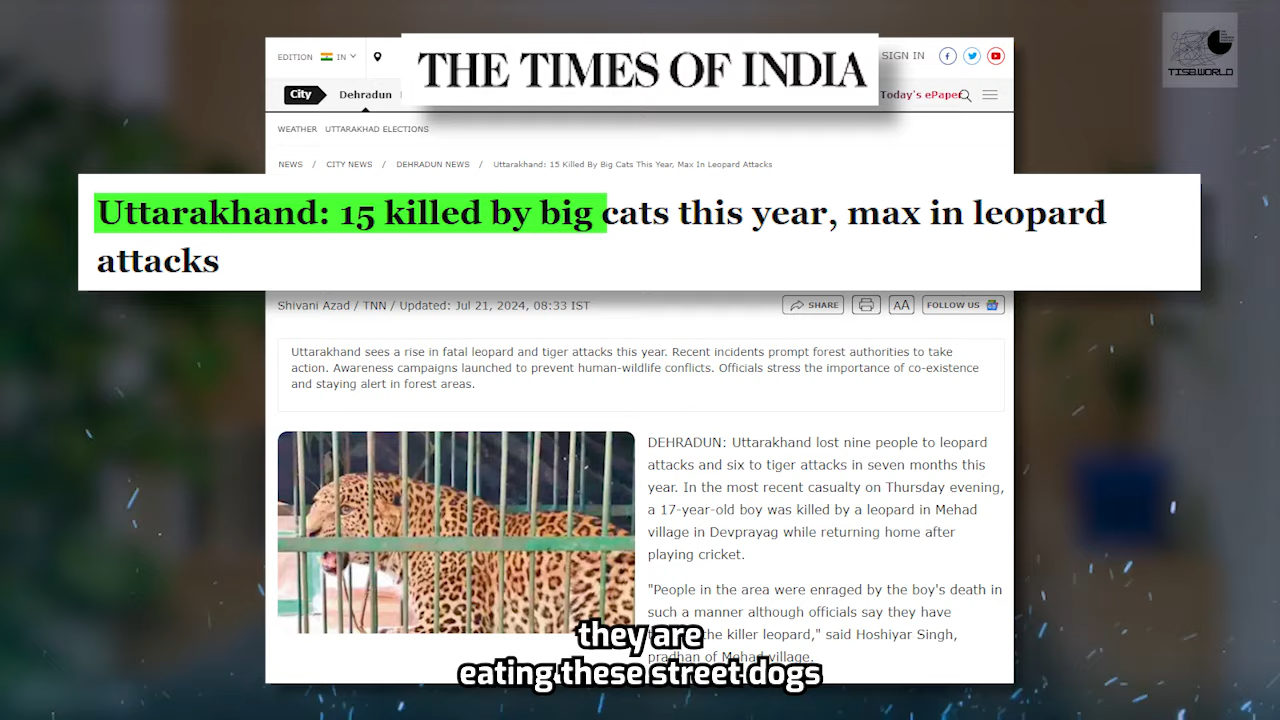 TISBWORLD
EDITION IN
THE TIMES OF INDIA
SIGN IN
City Dehradun
Today's ePaper
WEATHER UTTARAKHAD ELECTIONS
NEWS / CITY NEWS / DEHRADUN NEWS / Uttarakhand: 15 Killed By Big Cats This Year, Max In Leopard Attacks
Uttarakhand: 15 killed by big cats this year, max in leopard
attacks
Shivani Azad / TNN / Updated: Jul 21, 2024, 08:33 IST
SHARE AA FOLLOW US
Uttarakhand sees a rise in fatal leopard and tiger attacks this year. Recent incidents prompt forest authorities to take
action. Awareness campaigns launched to prevent human-wildlife conflicts. Officials stress the importance of co-existence
and staying alert in forest areas.
DEHRADUN: Uttarakhand lost nine people to leopard
attacks and six to tiger attacks in seven months this
year. In the most recent casualty on Thursday evening,
a 17-year-old boy was killed by a leopard in Mehad
village in Devprayag while returning home after
playing cricket.
"People in the area were enraged by the boy's death in
such a manner although officials say they have
the killer leopard," said Hoshiyar Singh,
pradhan of Mehad village.
they are
eating these street dogs